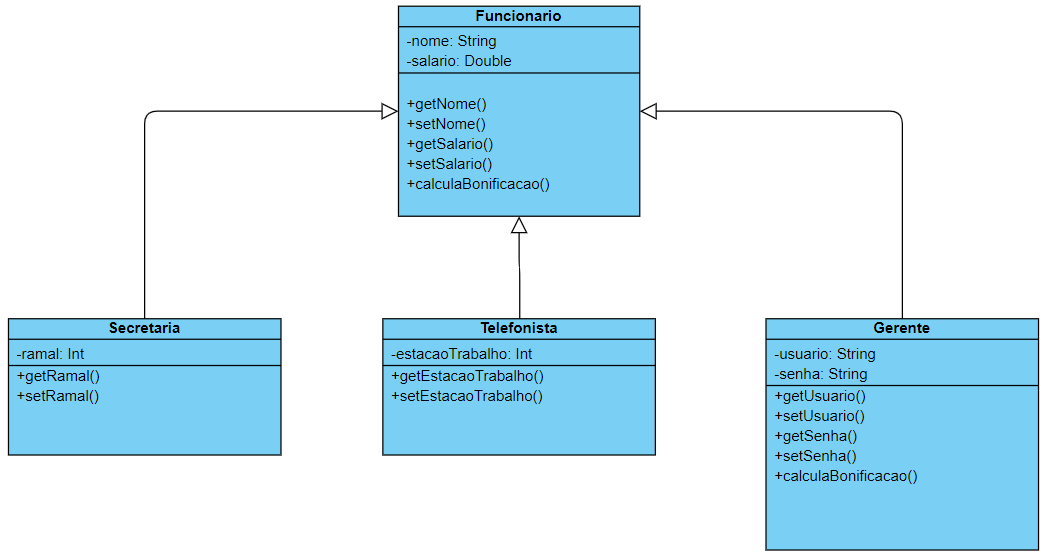 Funcionario
-nome: String
-salario: Double
+getNome()
+setNome()
+getSalario()
+setSalario()
+calculaBonificacao()
Secretaria
-ramal: Int
+getRamal()
+setRamal()
Telefonista
-estacaoTrabalho: Int
+getEstacaoTrabalho()
+setEstacaoTrabalho()
Gerente
-usuario: String
-senha: String
+getUsuario()
+setUsuario()
+getSenha()
+setSenha()
+calculaBonificacao()